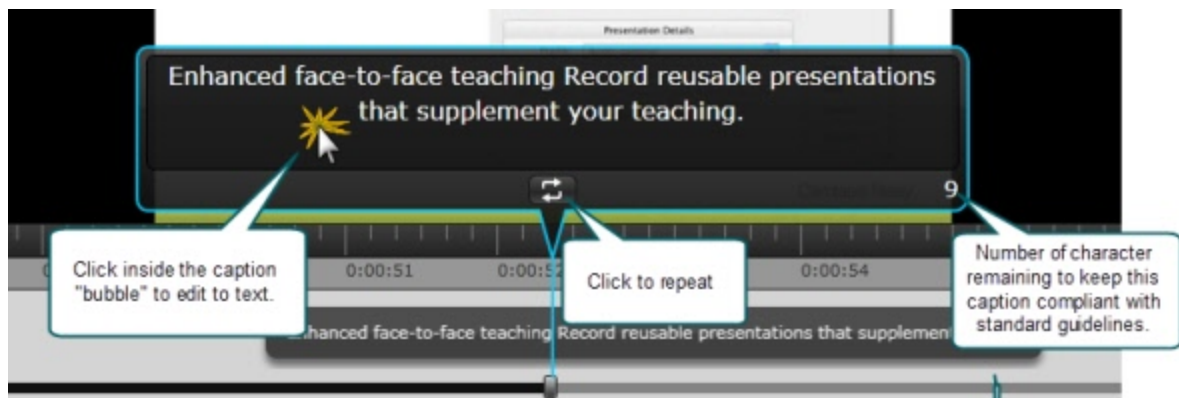 Presentation Details
Enhanced face-to-face teaching Record reusable presentations
that supplement your teaching.
9
Click inside the caption
"bubble" to edit to text.
0:00:51
0:00:52
Click to repeat
0:00:54
Number of character
remaining to keep this
caption compliant with
standard guidelines.
Enhanced face-to-face teaching Record reusable presentations that supplement